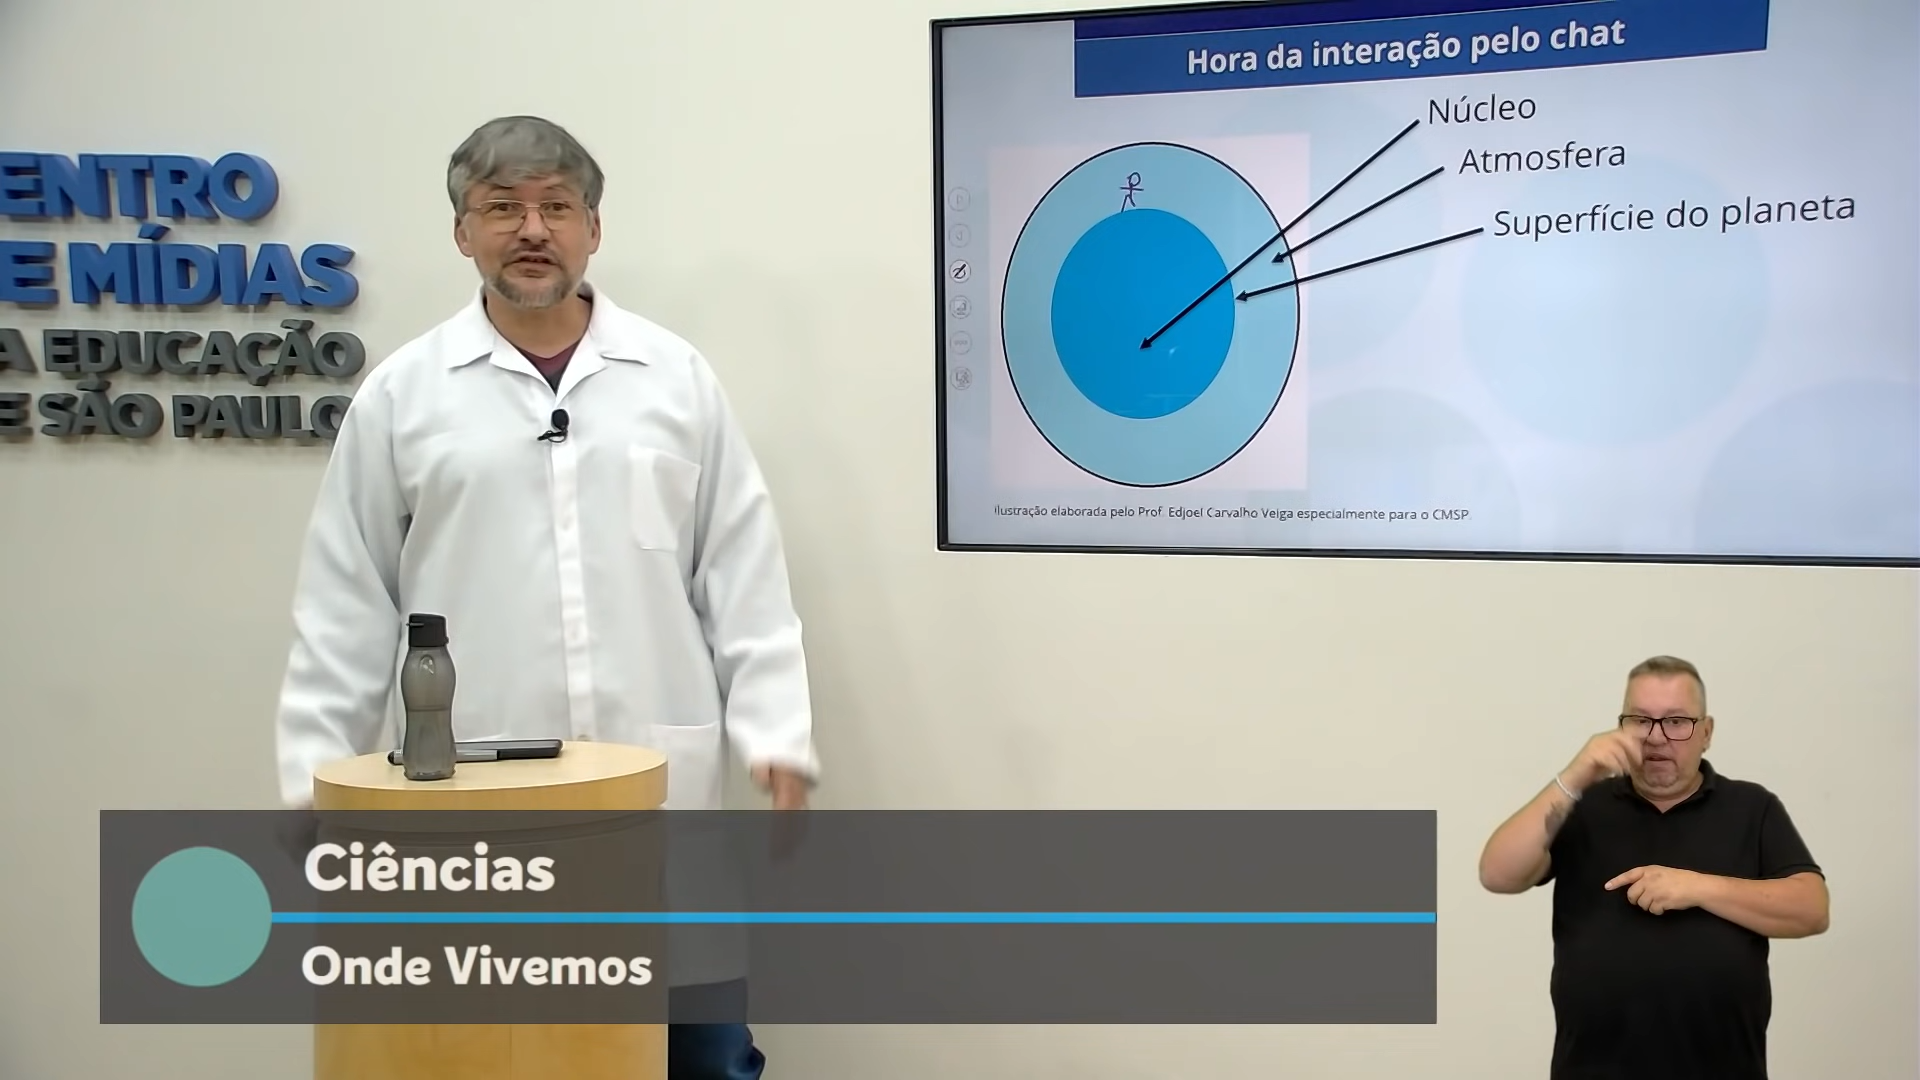 ENTRO
E MÍDIAS
A EDUCAÇÃO
E SÃO PAULO
Hora da interação pelo chat
Núcleo
Atmosfera
Superfície do planeta
Ilustração elaborada pelo Prof. Edjoel Carvalho Veiga especialmente para o CMSP.
Ciências
Onde Vivemos